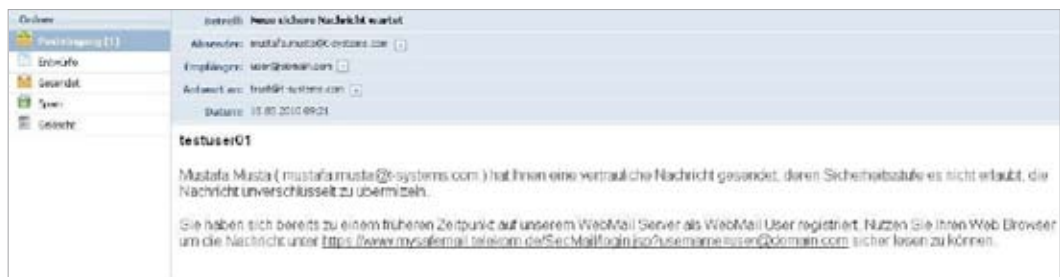 Ordner
Posteingang (1)
Entwürfe
Gesendet
Spam
Gelöscht
Betreff: Neue sichere Nachricht wartet
Absender: mustafa.musta@t-systems.com
Empfänger: user@domain.com
Antwort an: @t-systems.com
Datum: 09:21
testuser01
Mustafa Musta ( mustafa.musta@t-systems.com ) hat Ihnen eine vertrauliche Nachricht gesendet, deren Sicherheitsstufe es nicht erlaubt, die
Nachricht unverschlüsselt zu übermitteln.
Sie haben sich bereits zu einem früheren Zeitpunkt auf unserem WebMail Server als WebMail User registriert. Nutzen Sie Ihren Web Browser
um die Nachricht unter https://www.mysafemail.telekom.de/SecMail/login.jsp?username=user@domain.com sicher lesen zu können.